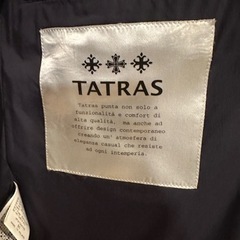 TATRAS
Tatras punta non solo a
funzionalità e comfort di
alta qualità, ma anche ad
offrire design contemporaneo
creando un' atmosfera di
eleganza casual che resiste
ad ogni intemperia.